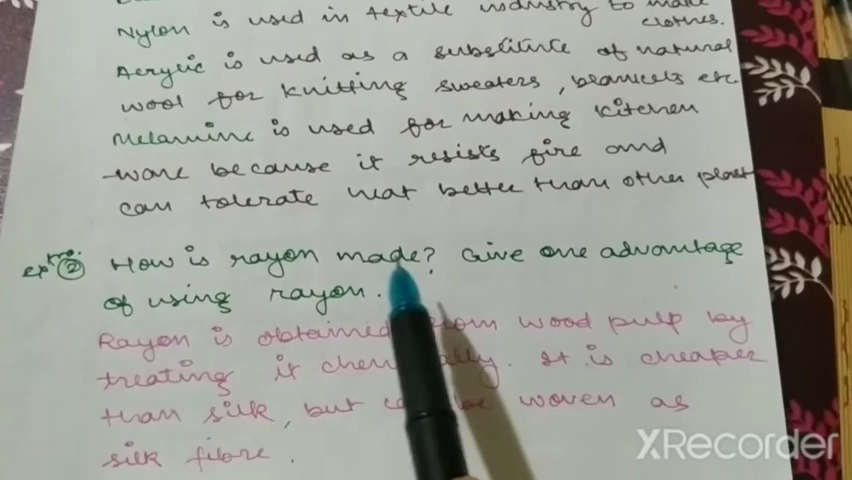 Nylon is used in textile industry to make
clothes.
Acrylic is used as a substitute of natural
wool for knitting sweaters, blankets etc
Melamine is used for making kitchen
ware because it resists fire and
can tolerate heat better than other plast
extra. ② How is rayon made? Give one advantage
of using rayon.
Rayon is obtained from wood pulp by
treating it chemically. It is cheaper
than silk, but can be woven as
silk fibre.
XRecorder